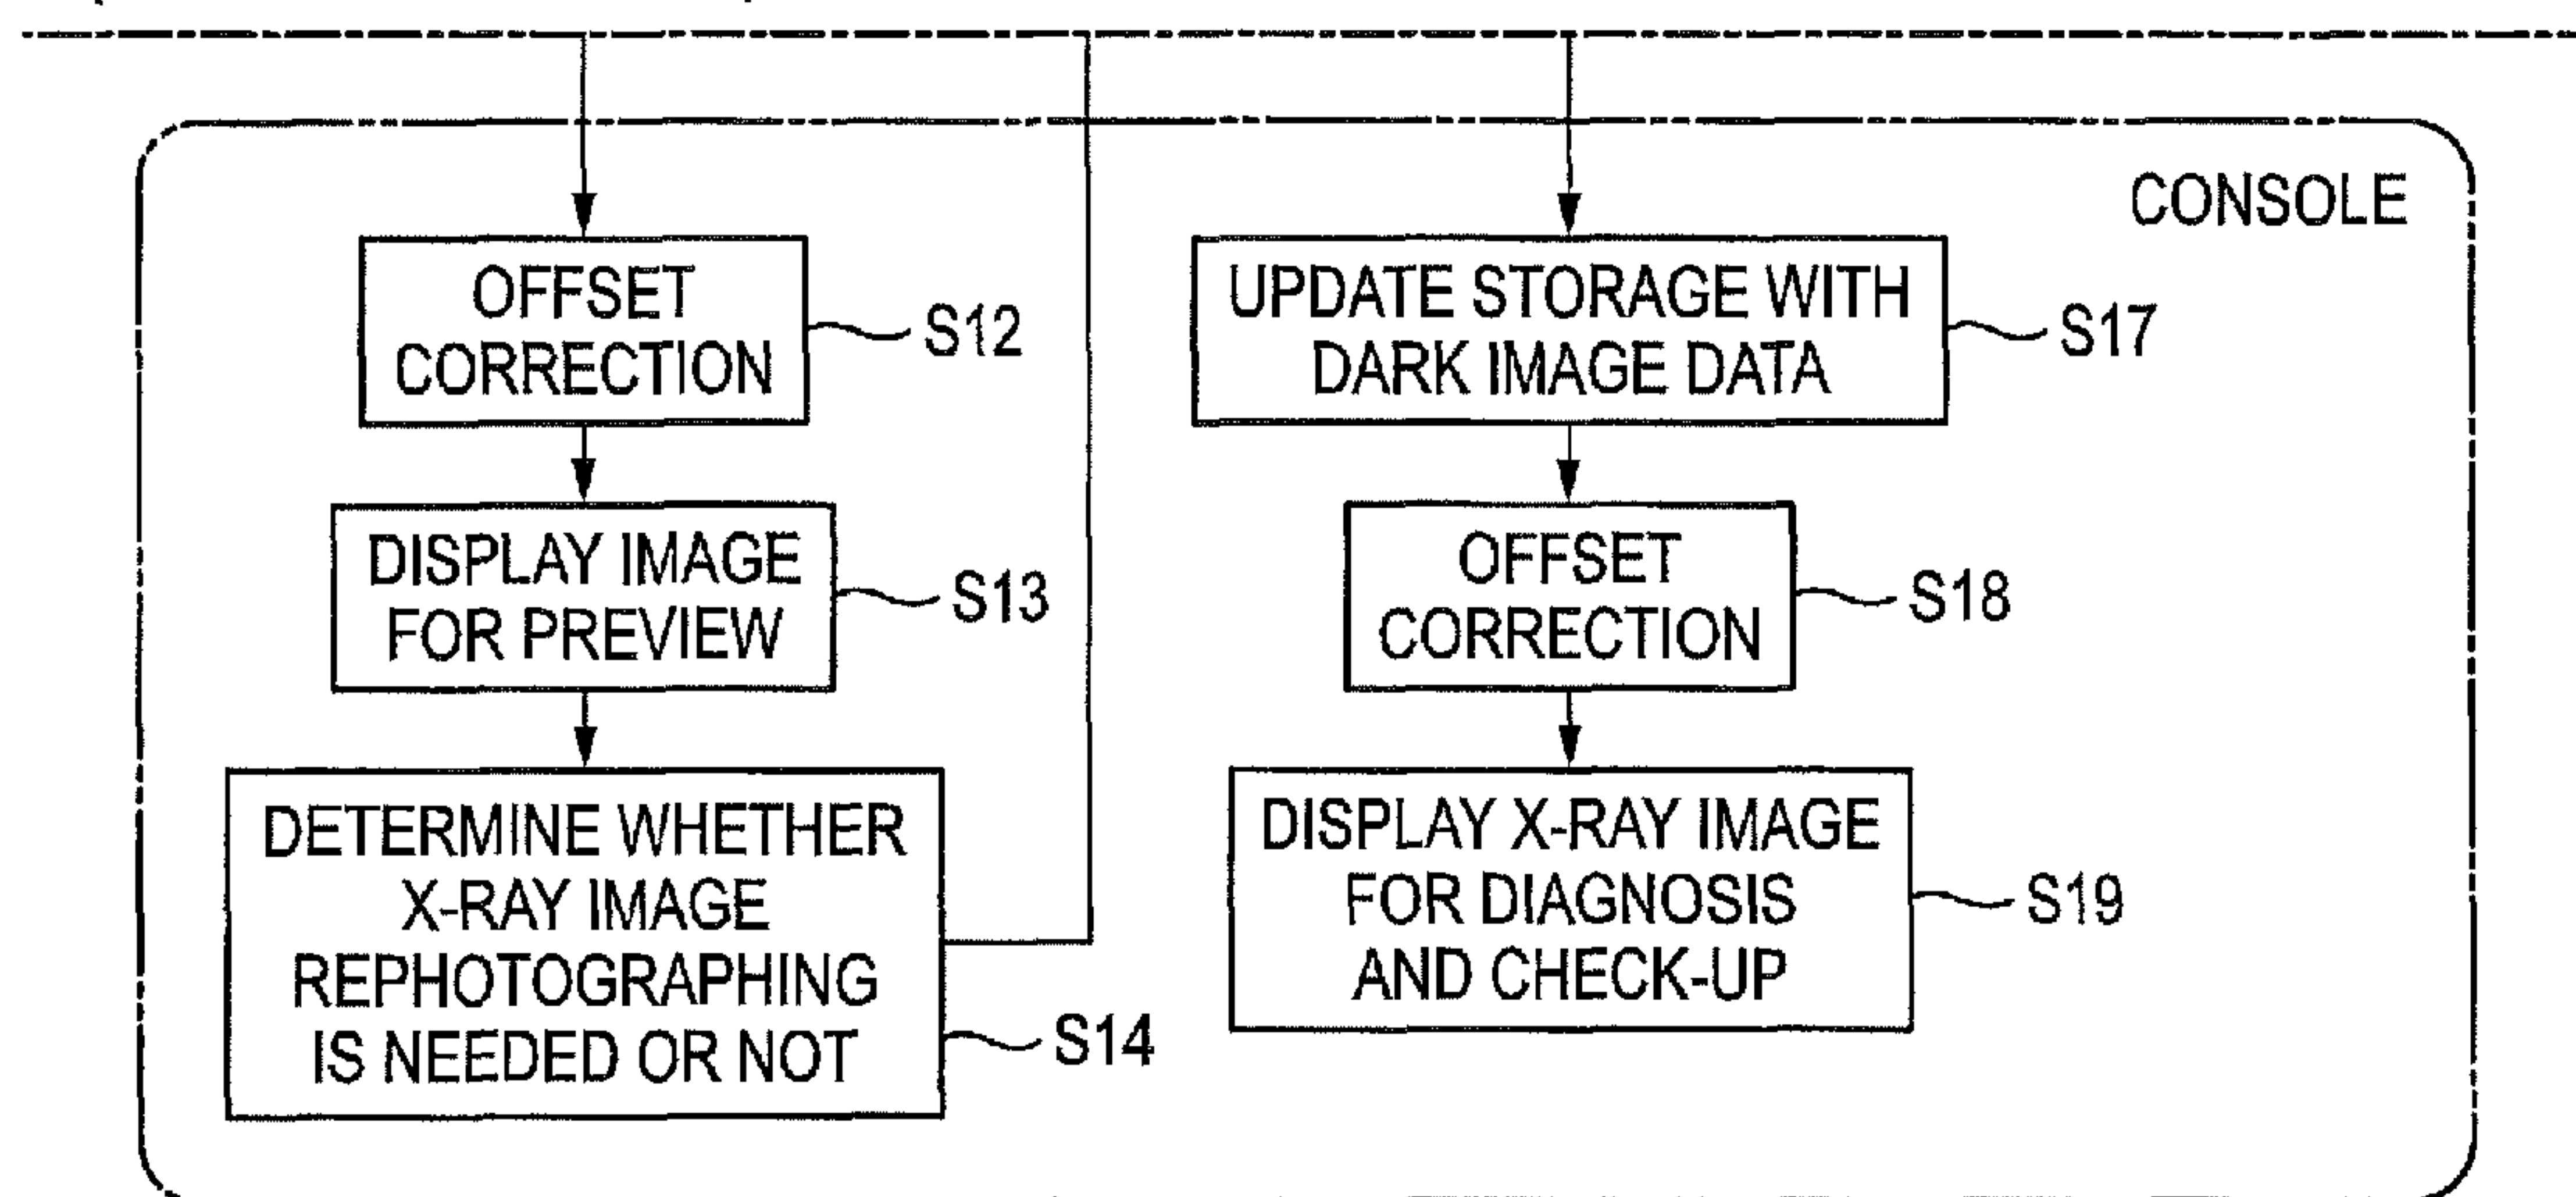 CONSOLE
OFFSET
CORRECTION
S12
DISPLAY IMAGE
FOR PREVIEW
S13
DETERMINE WHETHER
X-RAY IMAGE
REPHOTOGRAPHING
IS NEEDED OR NOT
S14
UPDATE STORAGE WITH
DARK IMAGE DATA
S17
OFFSET
CORRECTION
S18
DISPLAY X-RAY IMAGE
FOR DIAGNOSIS
AND CHECK-UP
S19